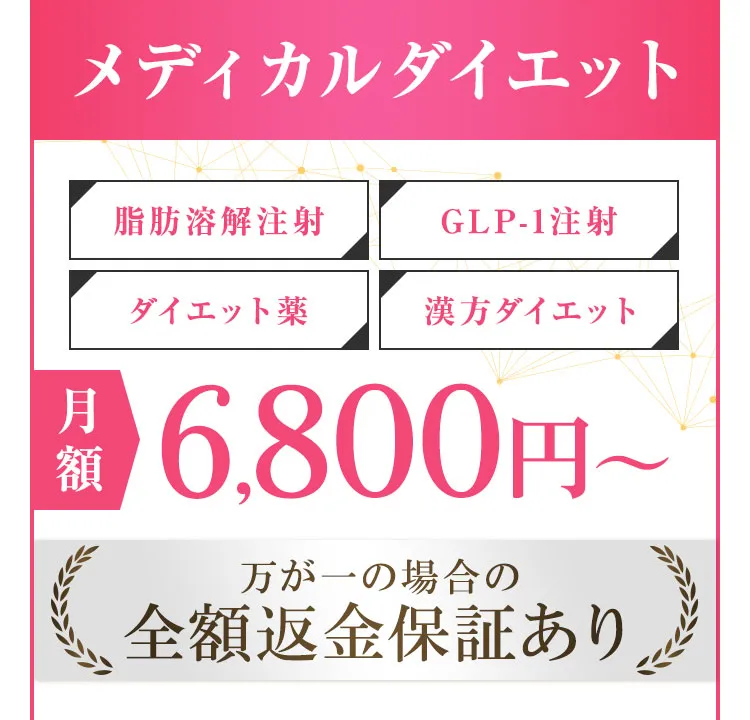 メディカルダイエット
脂肪溶解注射
GLP-1注射
ダイエット薬
漢方ダイエット
月額
6,800円～
万が一の場合の
全額返金保証あり